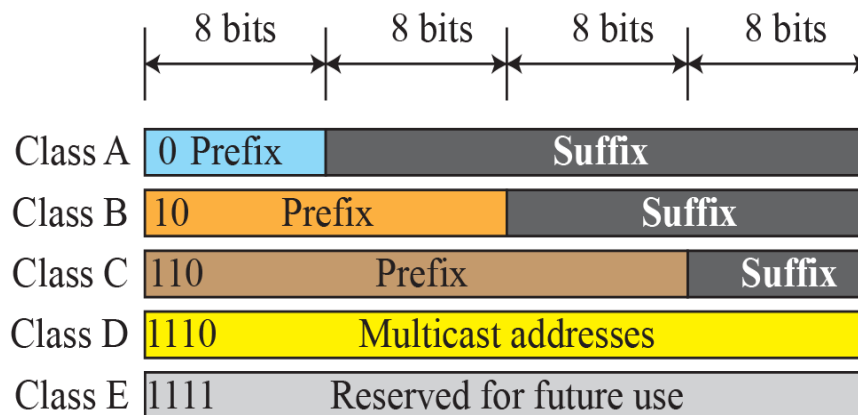 8 bits 8 bits 8 bits 8 bits
Class A 0 Prefix Suffix
Class B 10 Prefix Suffix
Class C 110 Prefix Suffix
Class D 1110 Multicast addresses
Class E 1111 Reserved for future use